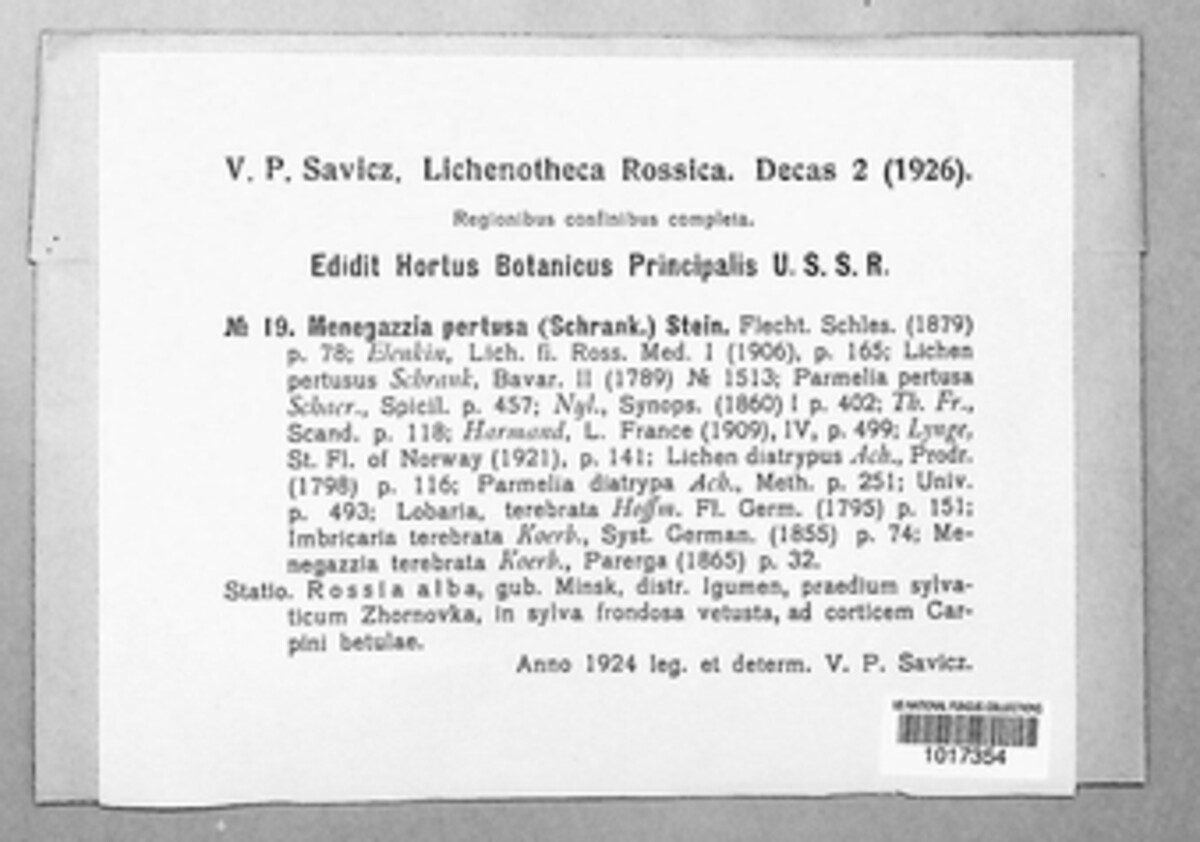 V. P. Savicz, Lichenotheca Rossica. Decas 2 (1926).
Regionibus confinibus completa.
Edidit Hortus Botanicus Principalis U. S. S. R.
№ 19. Menegazzia pertusa (Schrank.) Stein. Flecht. Schles. (1879)
p. 78; Elenkin, Lich. fl. Ross. Med. I (1906), p. 165; Lichen
pertusus Schrank, Bavar. II (1789) № 1513; Parmelia pertusa
Schaer., Spicil. p. 457; Nyl., Synops. (1860) I p. 402; Th. Fr.,
Scand. p. 118; Harmand, L. France (1909), IV, p. 499; Lynge,
St. Fl. of Norway (1921), p. 141; Lichen diatrypus Ach., Prodr.
(1798) p. 116; Parmelia diatrypa Ach., Meth. p. 251; Univ.
p. 493; Lobaria, terebrata Hoffm. Fl. Germ. (1795) p. 151;
Imbricaria terebrata Koerb., Syst. German. (1855) p. 74; Me-
negazzia terebrata Koerb., Parerga (1865) p. 32.
Statio. Rossia alba, gub. Minsk, distr. Igumen, praedium sylva-
ticum Zhornovka, in sylva frondosa vetusta, ad corticem Car-
pini betulae.
Anno 1924 leg. et determ. V. P. Savicz.
US NATIONAL FUNGUS COLLECTIONS
1017354